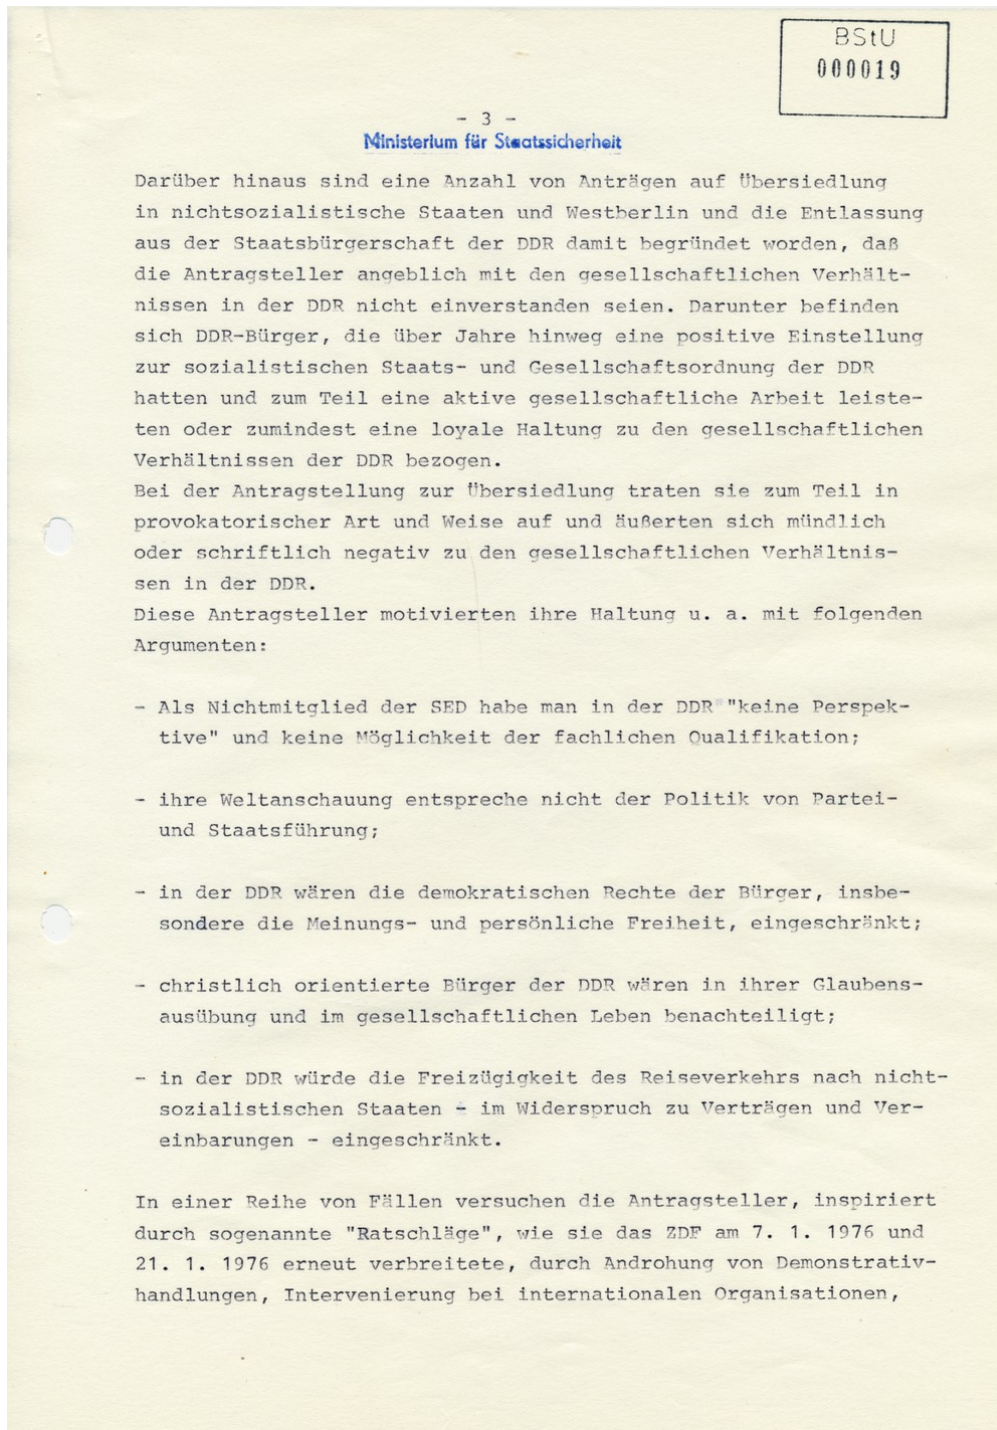 BStU
000019
- 3 -
Ministerium für Staatssicherheit
Darüber hinaus sind eine Anzahl von Anträgen auf Übersiedlung
in nichtsozialistische Staaten und Westberlin und die Entlassung
aus der Staatsbürgerschaft der DDR damit begründet worden, daß
die Antragsteller angeblich mit den gesellschaftlichen Verhält-
nissen in der DDR nicht einverstanden seien. Darunter befinden
sich DDR-Bürger, die über Jahre hinweg eine positive Einstellung
zur sozialistischen Staats- und Gesellschaftsordnung der DDR
hatten und zum Teil eine aktive gesellschaftliche Arbeit leiste-
ten oder zumindest eine loyale Haltung zu den gesellschaftlichen
Verhältnissen der DDR bezogen.
Bei der Antragstellung zur Übersiedlung traten sie zum Teil in
provokatorischer Art und Weise auf und äußerten sich mündlich
oder schriftlich negativ zu den gesellschaftlichen Verhältnis-
sen in der DDR.
Diese Antragsteller motivierten ihre Haltung u. a. mit folgenden
Argumenten:
- Als Nichtmitglied der SED habe man in der DDR "keine Perspek-
tive" und keine Möglichkeit der fachlichen Qualifikation;
- ihre Weltanschauung entspreche nicht der Politik von Partei-
und Staatsführung;
- in der DDR wären die demokratischen Rechte der Bürger, insbe-
sondere die Meinungs- und persönliche Freiheit, eingeschränkt;
- christlich orientierte Bürger der DDR wären in ihrer Glaubens-
ausübung und im gesellschaftlichen Leben benachteiligt;
- in der DDR würde die Freizügigkeit des Reiseverkehrs nach nicht-
sozialistischen Staaten - im Widerspruch zu Verträgen und Ver-
einbarungen - eingeschränkt.
In einer Reihe von Fällen versuchen die Antragsteller, inspiriert
durch sogenannte "Ratschläge", wie sie das ZDF am 7. 1. 1976 und
21. 1. 1976 erneut verbreitete, durch Androhung von Demonstrativ-
handlungen, Intervenierung bei internationalen Organisationen,